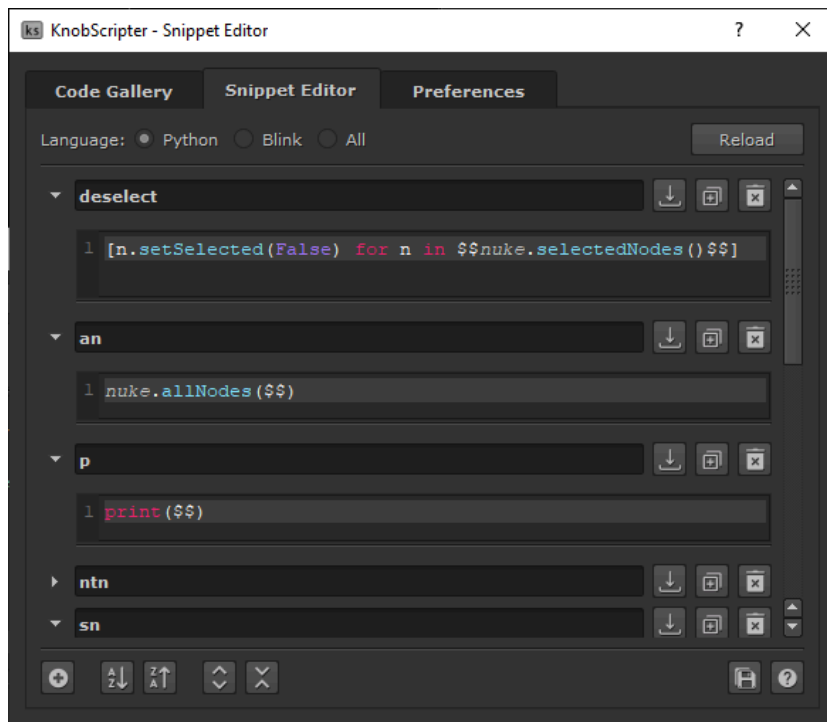 ks KnobScripter - Snippet Editor ?
Code Gallery Snippet Editor Preferences
Language: Python Blink All Reload
deselect
1 [n.setSelected(False) for n in $$nuke.selectedNodes()$$]
an
1 nuke.allNodes($$)
p
1 print($$)
ntn
sn
A Z Z A ?